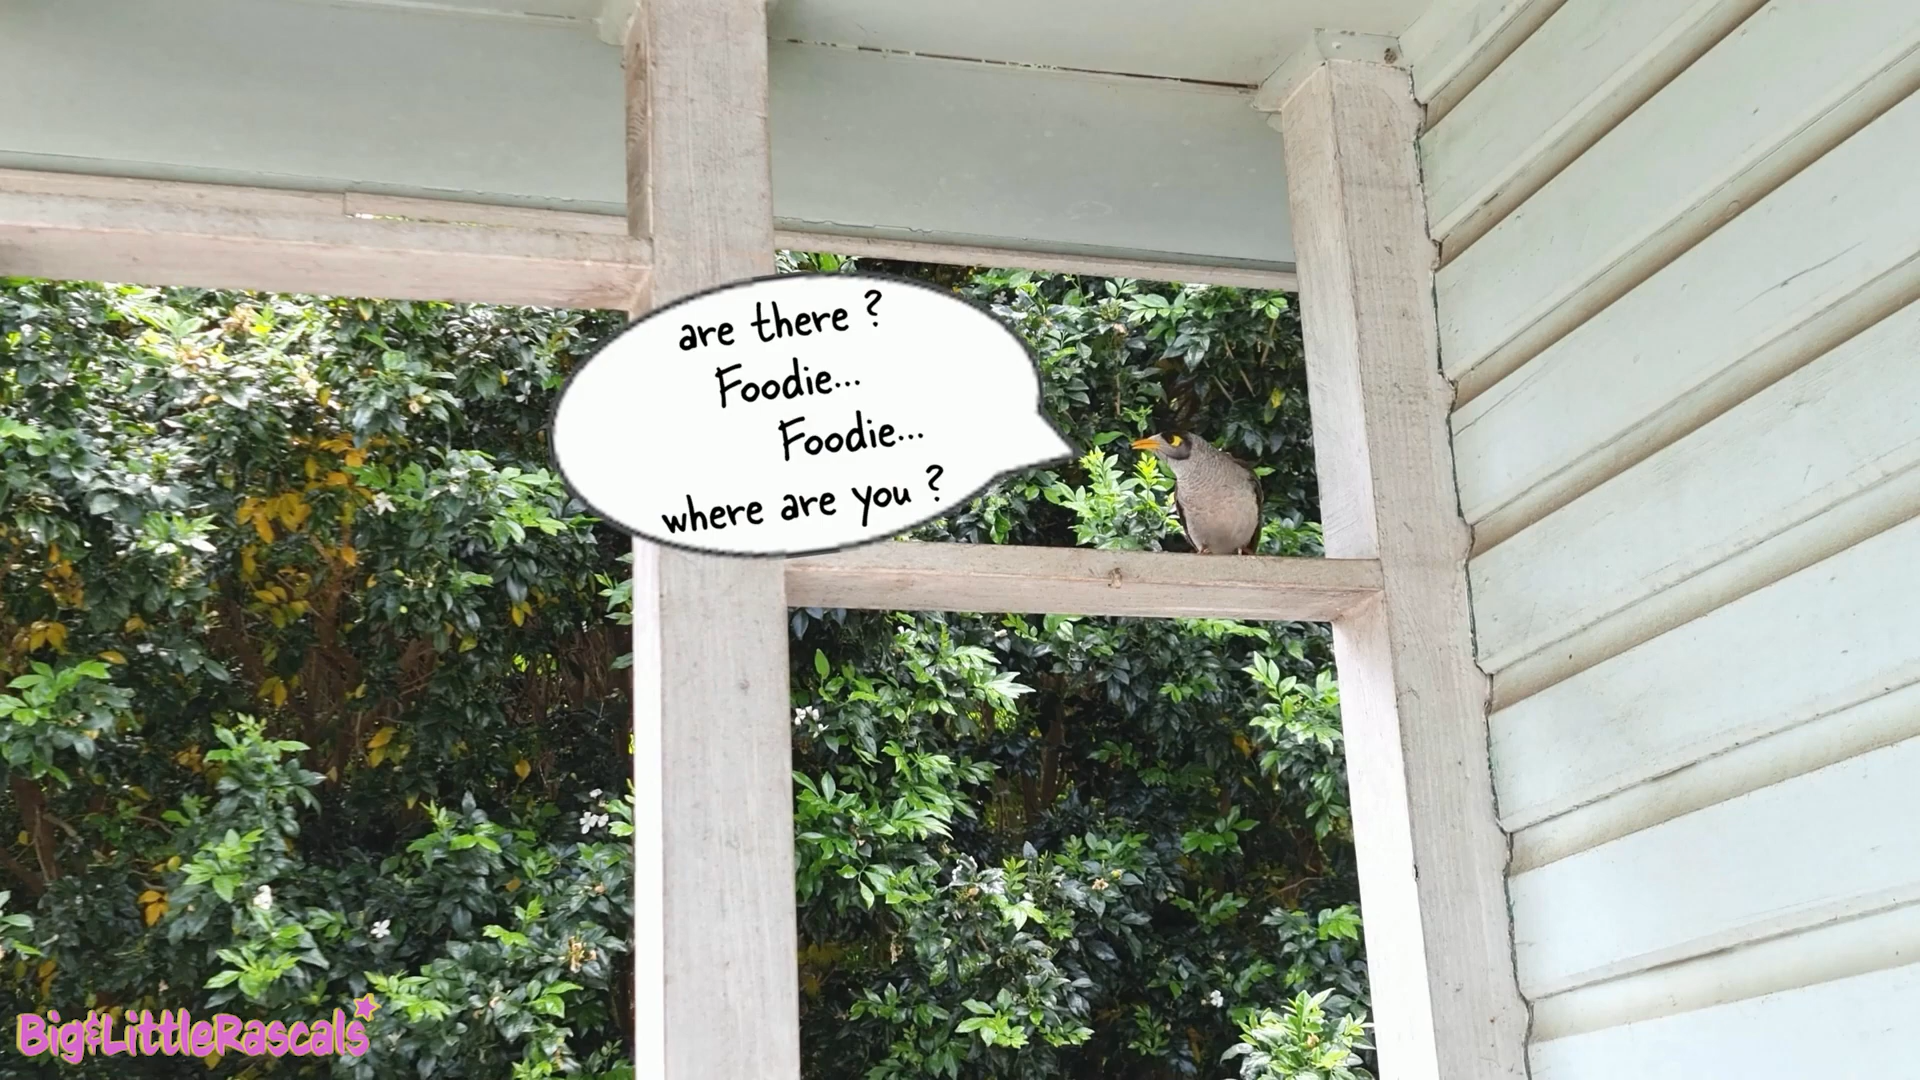 are there ?
Foodie...
Foodie...
where are you ?
Big&LittleRascals